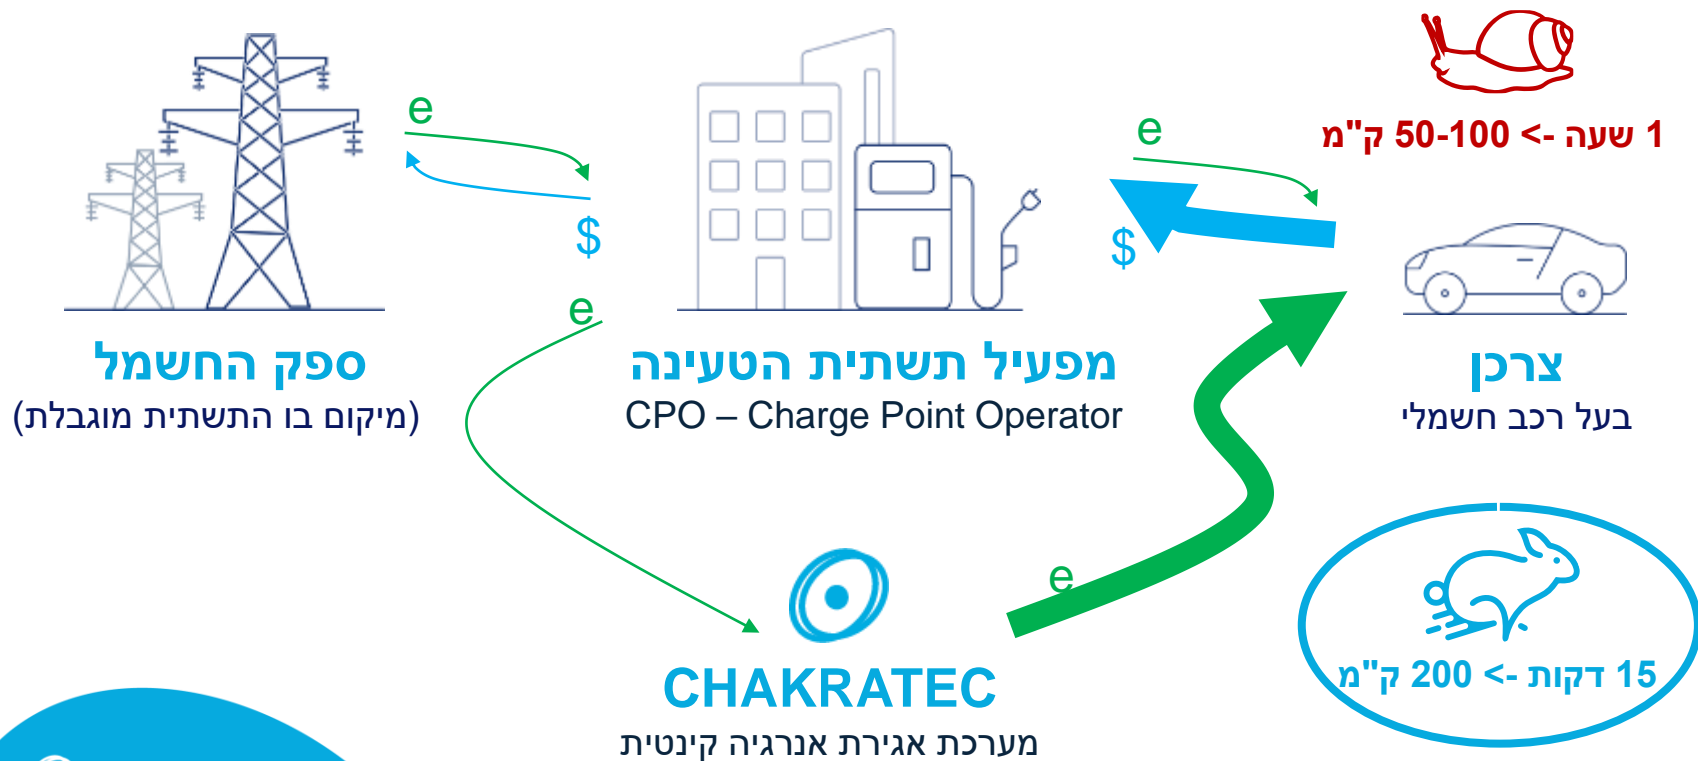 1 שעה -> 50-100 ק"מ
e
e
$
$
e
ספק החשמל
(מיקום בו התשתית מוגבלת)
מפעיל תשתית הטעינה
CPO – Charge Point Operator
צרכן
בעל רכב חשמלי
e
15 דקות -> 200 ק"מ
CHAKRATEC
מערכת אגירת אנרגיה קינטית